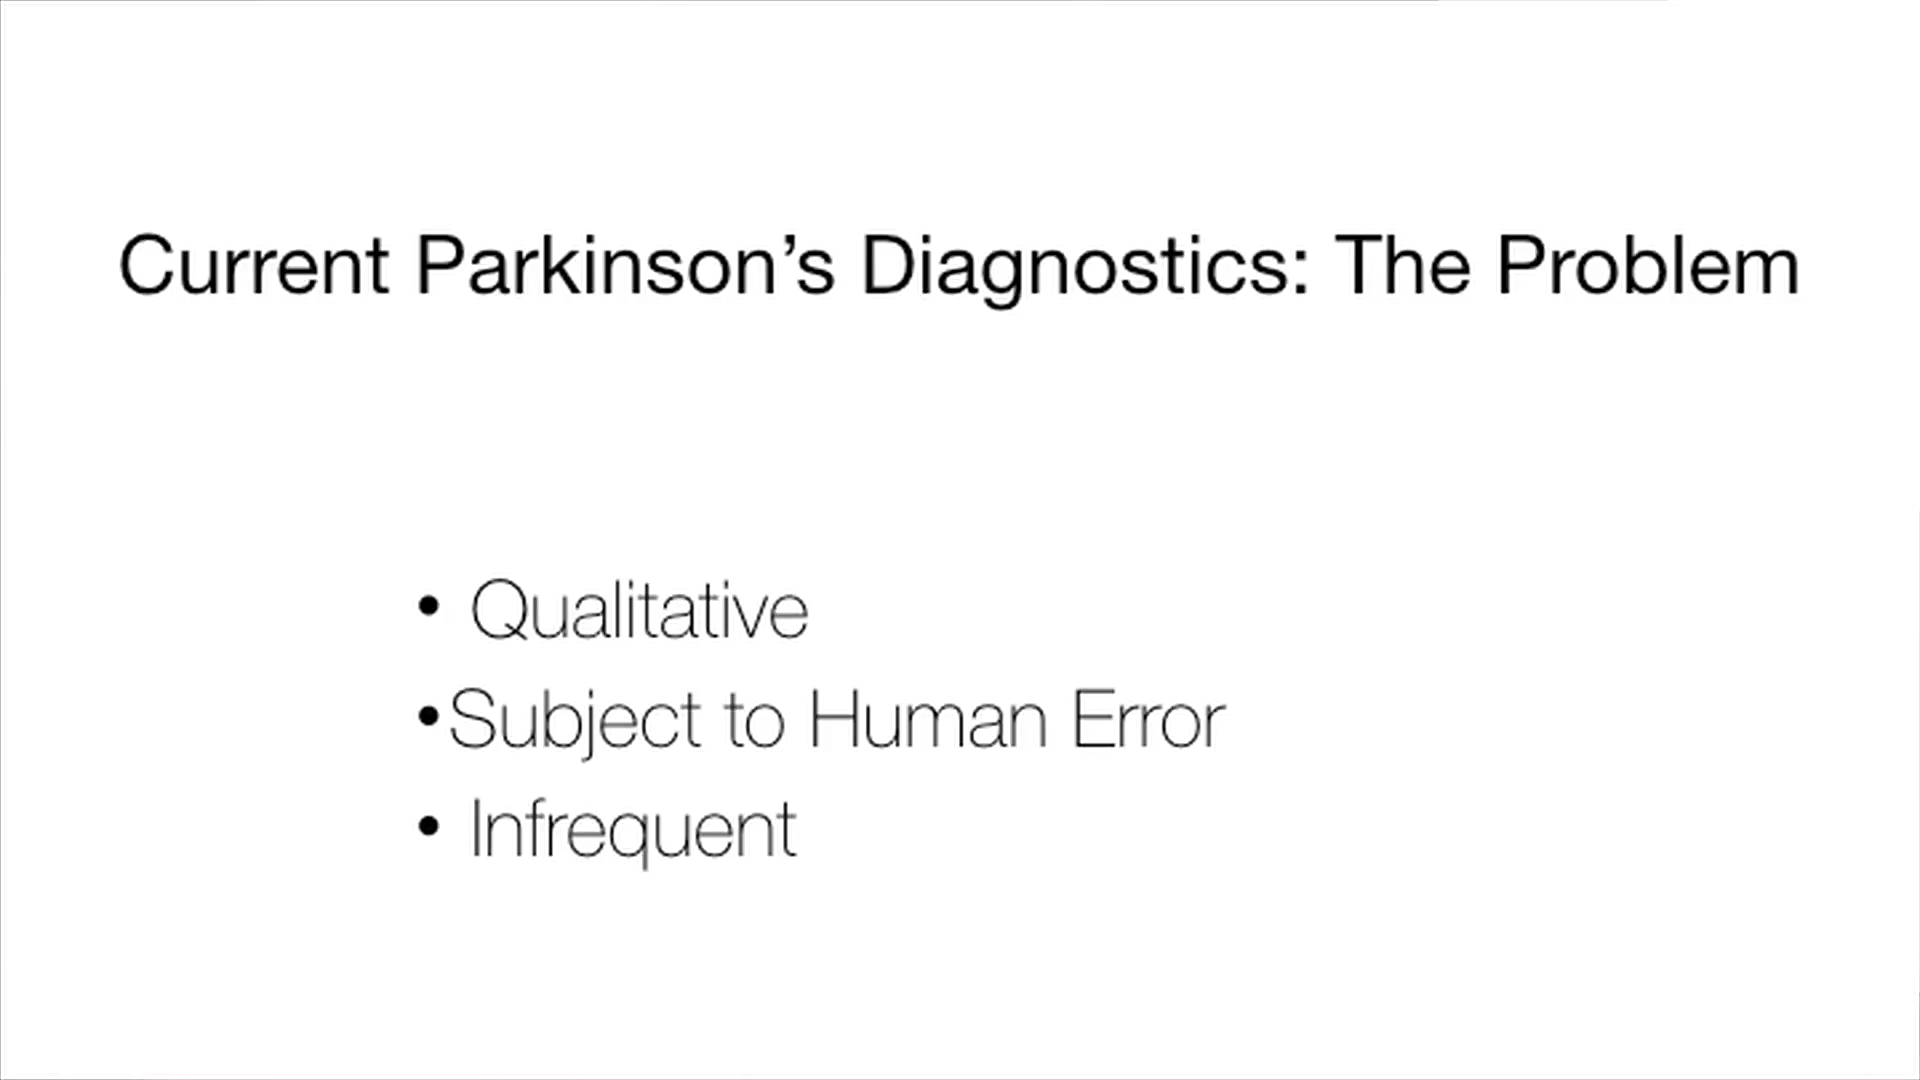 Current Parkinson’s Diagnostics: The Problem
• Qualitative
• Subject to Human Error
• Infrequent